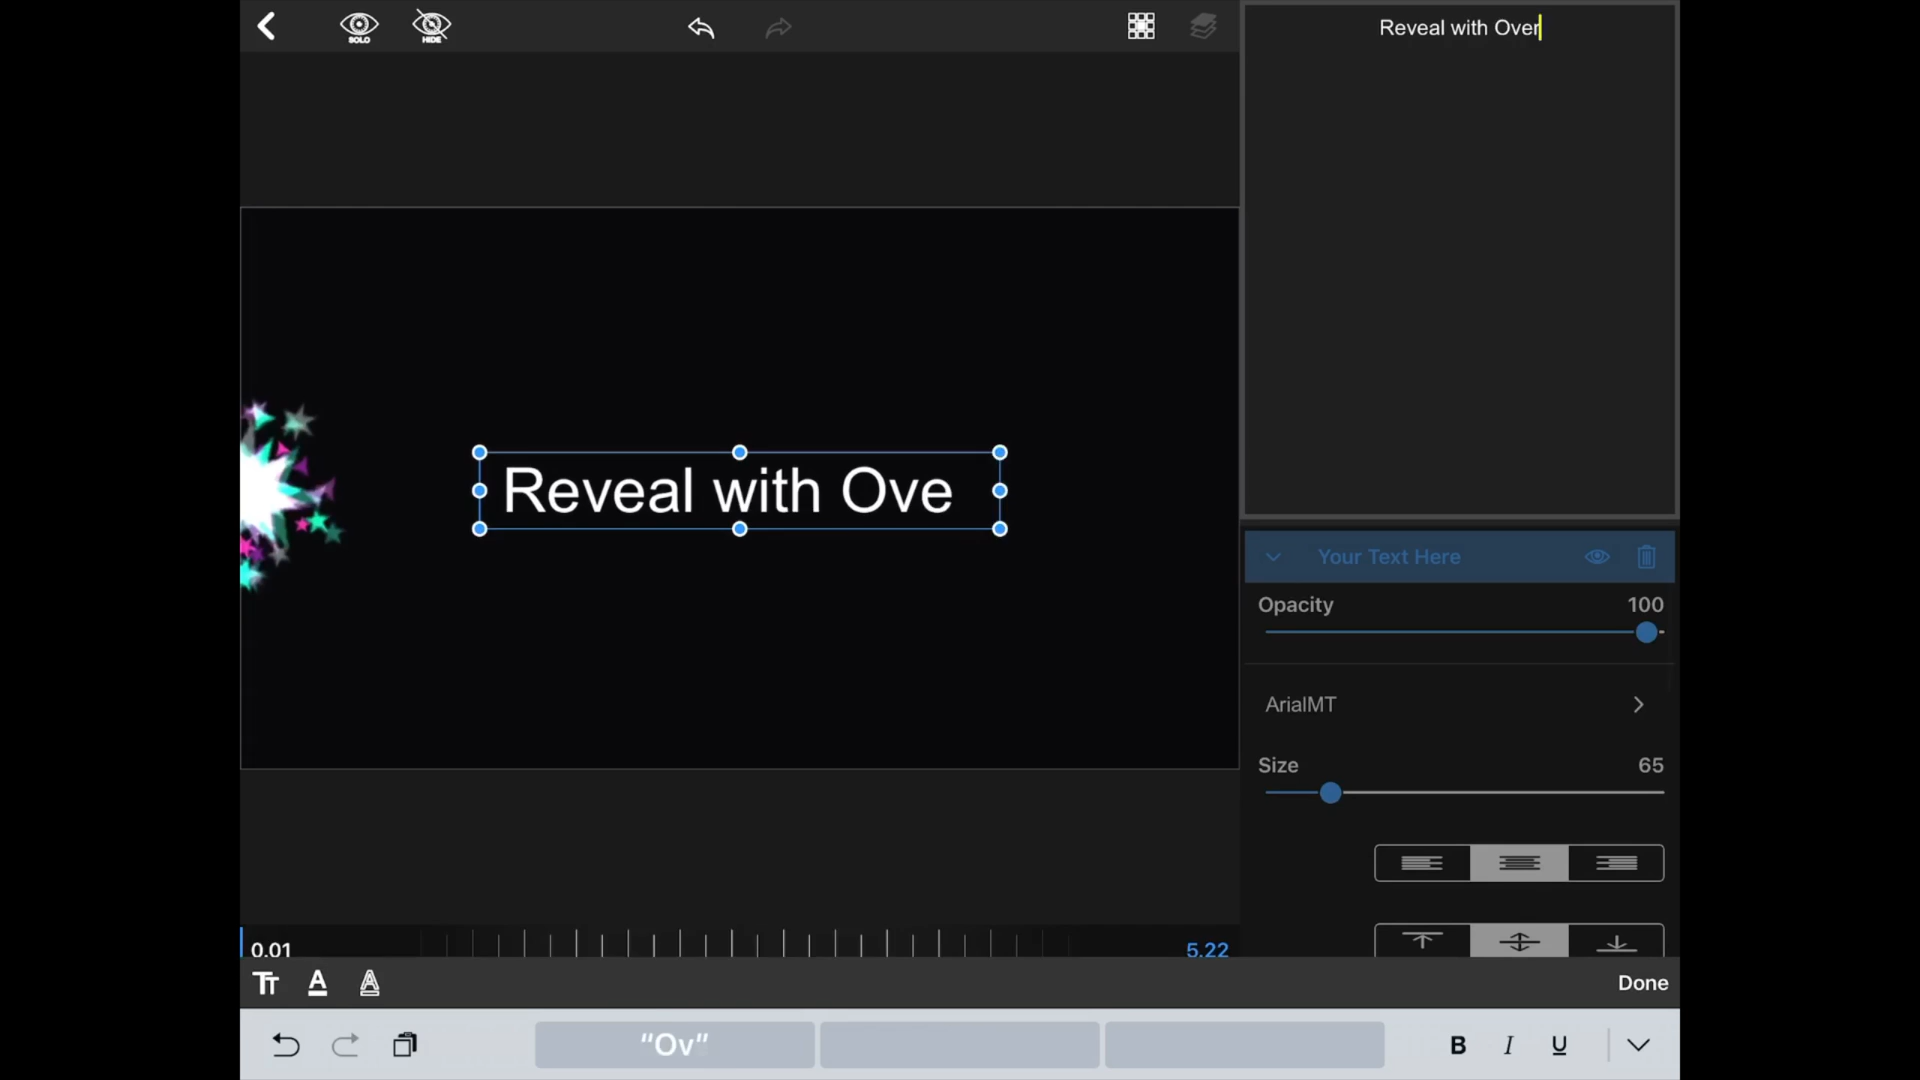 SOLO
HIDE
Reveal with Over
Reveal with Ove
Your Text Here
Opacity 100
ArialMT
Size 65
0.01
5.22
TT A A
Done
“Ov”
B I U